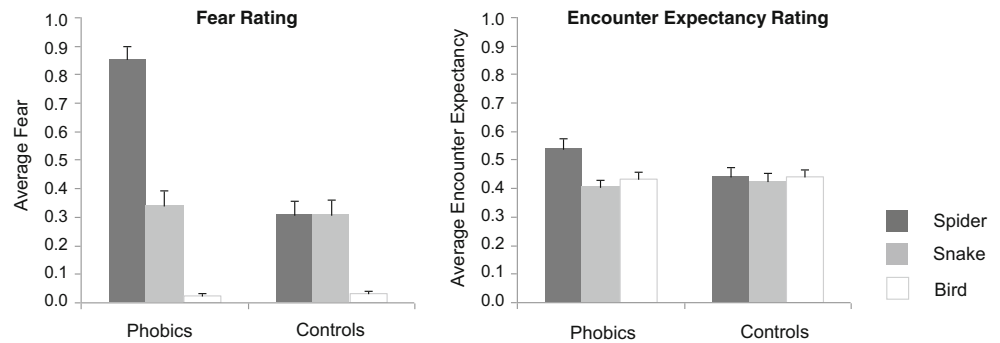 Fear Rating
Average Fear
1.0
0.9
0.8
0.7
0.6
0.5
0.4
0.3
0.2
0.1
0.0
Phobics
Controls
Encounter Expectancy Rating
Average Encounter Expectancy
1.0
0.9
0.8
0.7
0.6
0.5
0.4
0.3
0.2
0.1
0.0
Phobics
Controls
Spider
Snake
Bird